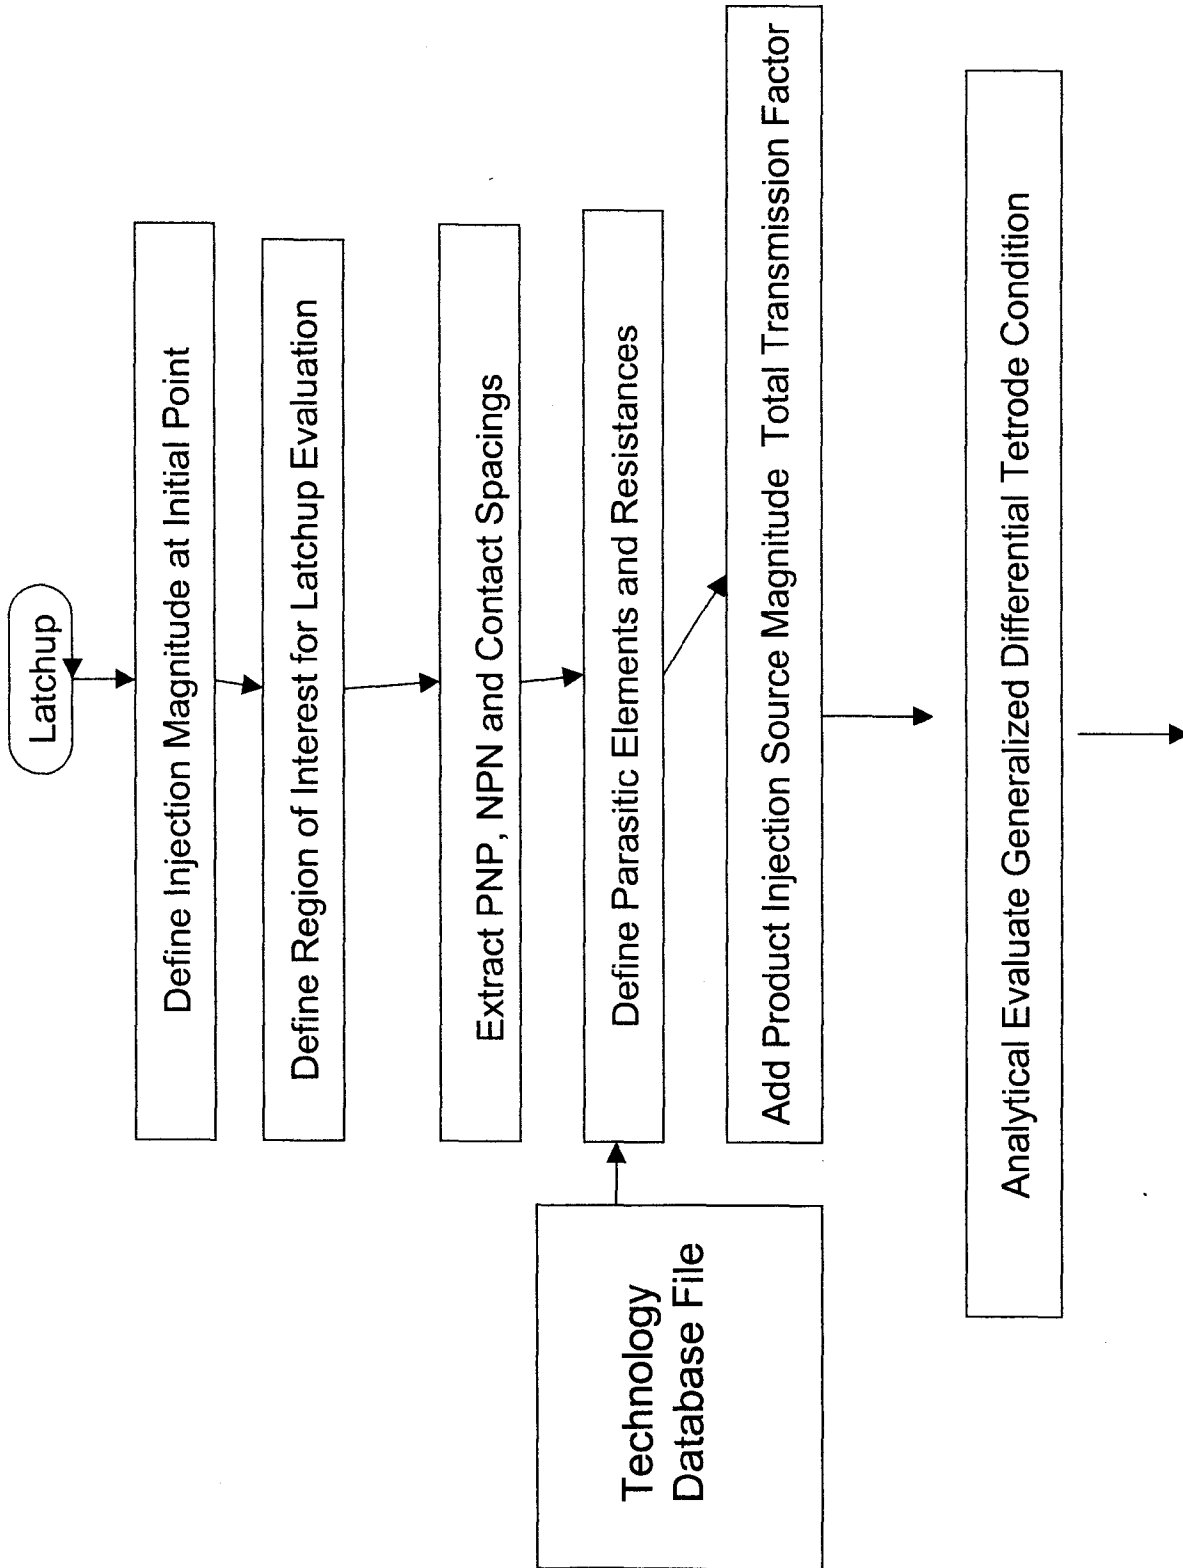 Latchup
Define Injection Magnitude at Initial Point
Define Region of Interest for Latchup Evaluation
Extract PNP, NPN and Contact Spacings
Define Parasitic Elements and Resistances
Technology
Database File
Add Product Injection Source Magnitude Total Transmission Factor
Analytical Evaluate Generalized Differential Tetrode Condition